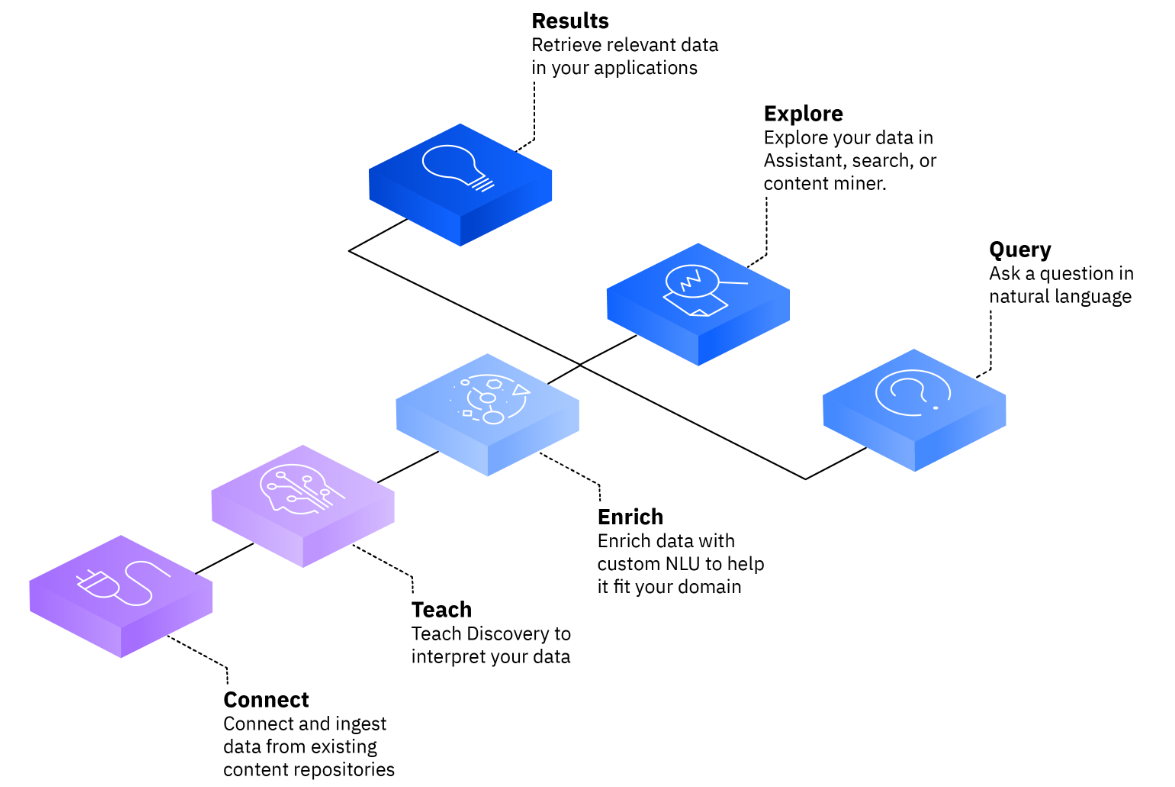 Results
Retrieve relevant data
in your applications
Explore
Explore your data in
Assistant, search, or
content miner.
Query
Ask a question in
natural language
Enrich
Enrich data with
custom NLU to help
it fit your domain
Teach
Teach Discovery to
interpret your data
Connect
Connect and ingest
data from existing
content repositories